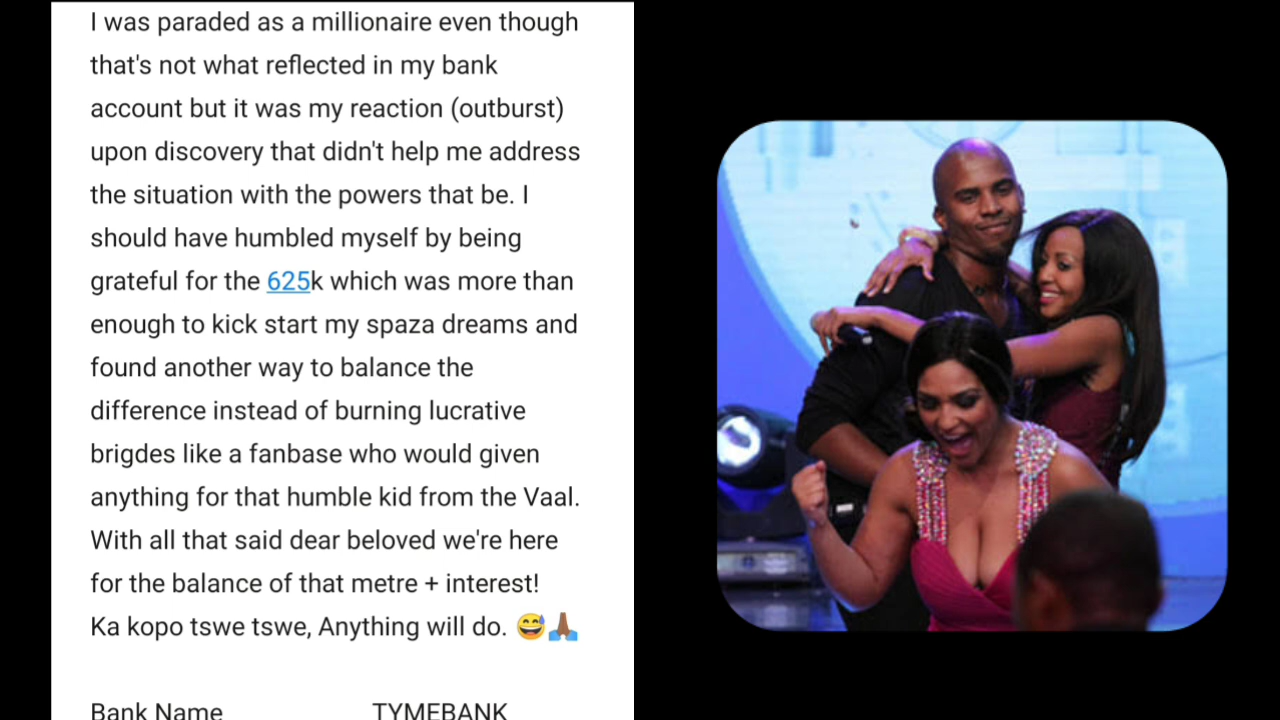 I was paraded as a millionaire even though
that's not what reflected in my bank
account but it was my reaction (outburst)
upon discovery that didn't help me address
the situation with the powers that be. I
should have humbled myself by being
grateful for the 625k which was more than
enough to kick start my spaza dreams and
found another way to balance the
difference instead of burning lucrative
brigdes like a fanbase who would given
anything for that humble kid from the Vaal.
With all that said dear beloved we're here
for the balance of that metre + interest!
Ka kopo tswe tswe, Anything will do. 😅🙏🏾
Bank Name TYMEBANK